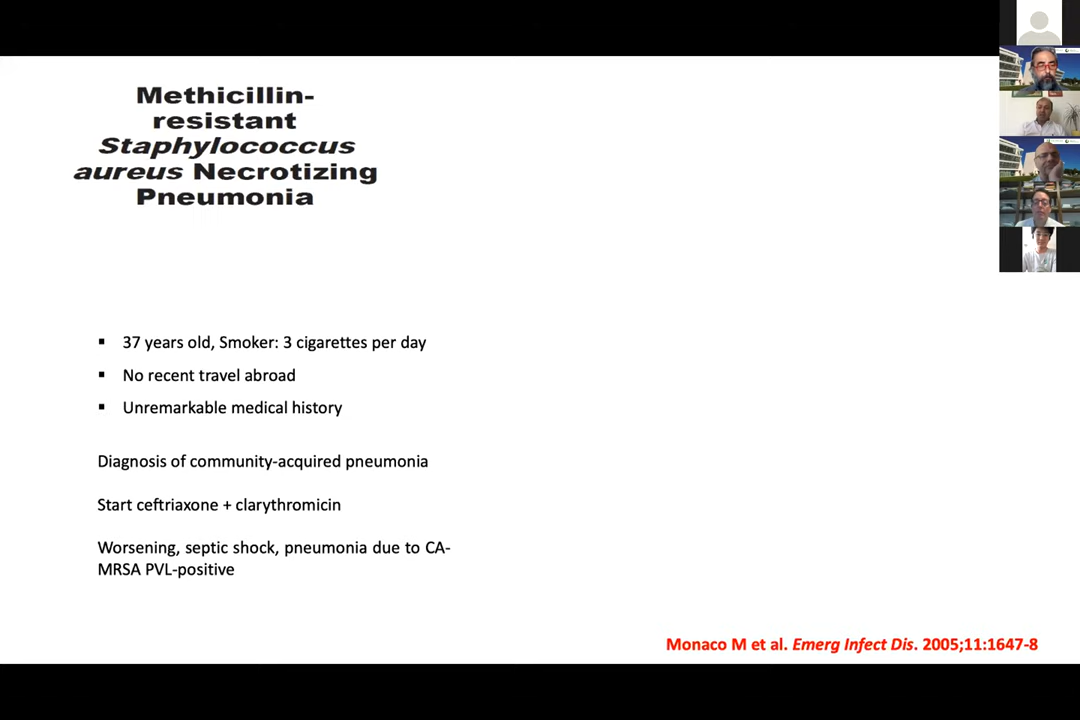 Methicillin-
resistant
Staphylococcus
aureus Necrotizing
Pneumonia
▪ 37 years old, Smoker: 3 cigarettes per day
▪ No recent travel abroad
▪ Unremarkable medical history
Diagnosis of community-acquired pneumonia
Start ceftriaxone + clarythromicin
Worsening, septic shock, pneumonia due to CA-
MRSA PVL-positive
Monaco M et al. Emerg Infect Dis. 2005;11:1647-8